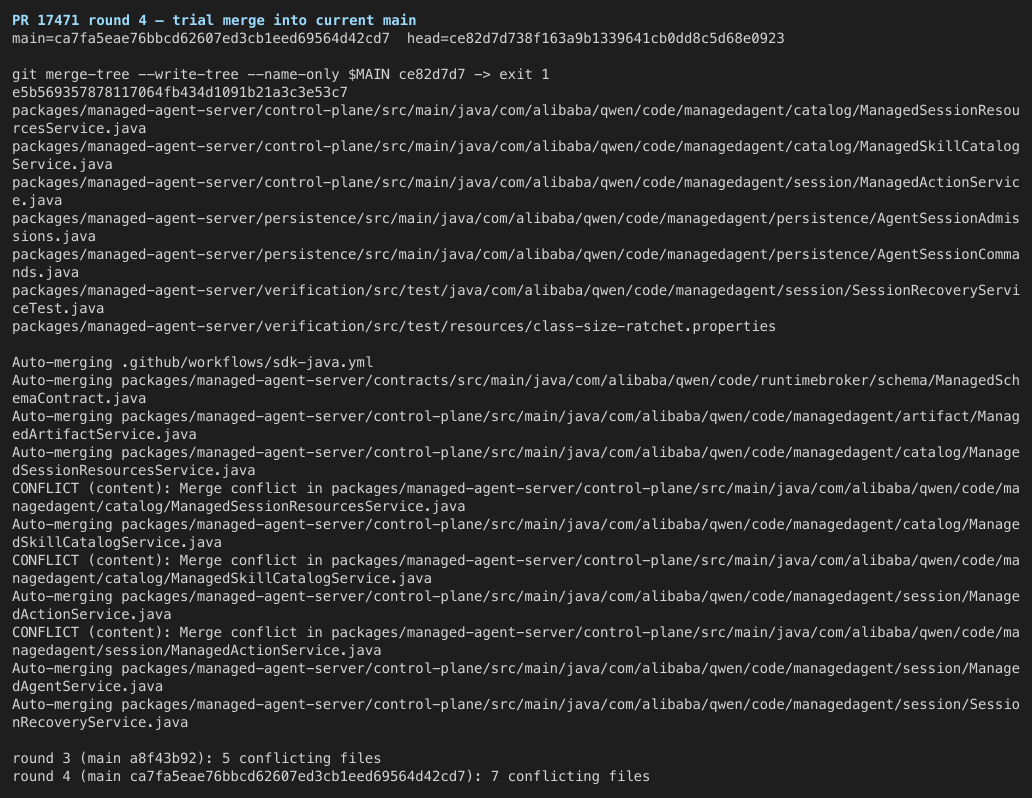 PR 17471 round 4 — trial merge into current main
main=ca7fa5eae76bbcd62607ed3cb1eed69564d42cd7  head=ce82d7d738f163a9b1339641cb0dd8c5d68e0923
git merge-tree --write-tree --name-only $MAIN ce82d7d7 -> exit 1
e5b569357878117064fb434d1091b21a3c3e53c7
packages/managed-agent-server/control-plane/src/main/java/com/alibaba/qwen/code/managedagent/catalog/ManagedSessionResou
rcesService.java
packages/managed-agent-server/control-plane/src/main/java/com/alibaba/qwen/code/managedagent/catalog/ManagedSkillCatalog
Service.java
packages/managed-agent-server/control-plane/src/main/java/com/alibaba/qwen/code/managedagent/session/ManagedActionServic
e.java
packages/managed-agent-server/persistence/src/main/java/com/alibaba/qwen/code/managedagent/persistence/AgentSessionAdmis
sions.java
packages/managed-agent-server/persistence/src/main/java/com/alibaba/qwen/code/managedagent/persistence/AgentSessionComma
nds.java
packages/managed-agent-server/verification/src/test/java/com/alibaba/qwen/code/managedagent/session/SessionRecoveryServi
ceTest.java
packages/managed-agent-server/verification/src/test/resources/class-size-ratchet.properties
Auto-merging .github/workflows/sdk-java.yml
Auto-merging packages/managed-agent-server/contracts/src/main/java/com/alibaba/qwen/code/runtimebroker/schema/ManagedSch
emaContract.java
Auto-merging packages/managed-agent-server/control-plane/src/main/java/com/alibaba/qwen/code/managedagent/artifact/Manag
edArtifactService.java
Auto-merging packages/managed-agent-server/control-plane/src/main/java/com/alibaba/qwen/code/managedagent/catalog/Manage
dSessionResourcesService.java
CONFLICT (content): Merge conflict in packages/managed-agent-server/control-plane/src/main/java/com/alibaba/qwen/code/ma
nagedagent/catalog/ManagedSessionResourcesService.java
Auto-merging packages/managed-agent-server/control-plane/src/main/java/com/alibaba/qwen/code/managedagent/catalog/Manage
dSkillCatalogService.java
CONFLICT (content): Merge conflict in packages/managed-agent-server/control-plane/src/main/java/com/alibaba/qwen/code/ma
nagedagent/catalog/ManagedSkillCatalogService.java
Auto-merging packages/managed-agent-server/control-plane/src/main/java/com/alibaba/qwen/code/managedagent/session/Manage
dActionService.java
CONFLICT (content): Merge conflict in packages/managed-agent-server/control-plane/src/main/java/com/alibaba/qwen/code/ma
nagedagent/session/ManagedActionService.java
Auto-merging packages/managed-agent-server/control-plane/src/main/java/com/alibaba/qwen/code/managedagent/session/Manage
dAgentService.java
Auto-merging packages/managed-agent-server/control-plane/src/main/java/com/alibaba/qwen/code/managedagent/session/Sessio
nRecoveryService.java
round 3 (main a8f43b92): 5 conflicting files
round 4 (main ca7fa5eae76bbcd62607ed3cb1eed69564d42cd7): 7 conflicting files